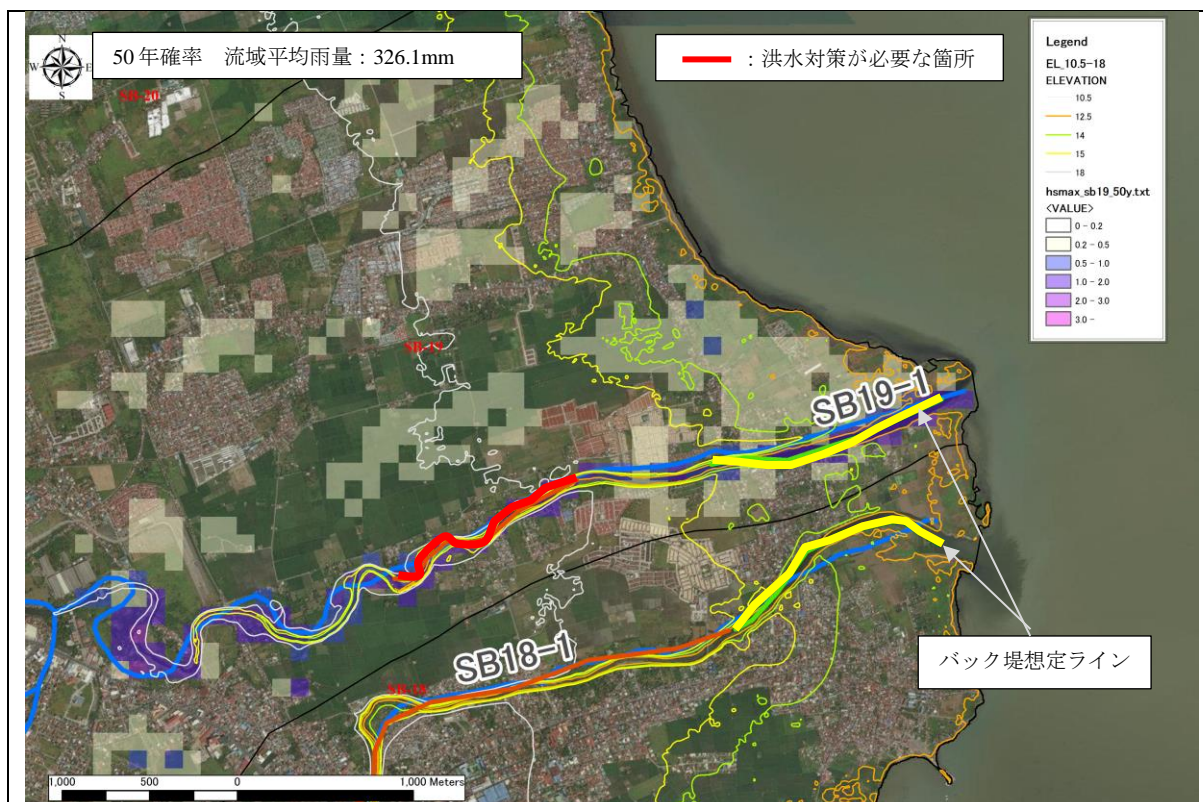 N
W E
S
50年確率 流域平均雨量：326.1mm
：洪水対策が必要な箇所
Legend
EL_10.5-18
ELEVATION
10.5
12.5
14
15
18
hsmax_sb19_50y.txt
<VALUE>
0 - 0.2
0.2 - 0.5
0.5 - 1.0
1.0 - 2.0
2.0 - 3.0
3.0 -
SB-20
SB-19
SB19-1
SB18-1
SB-18
バック堤想定ライン
1,000 500 0 1,000 Meters